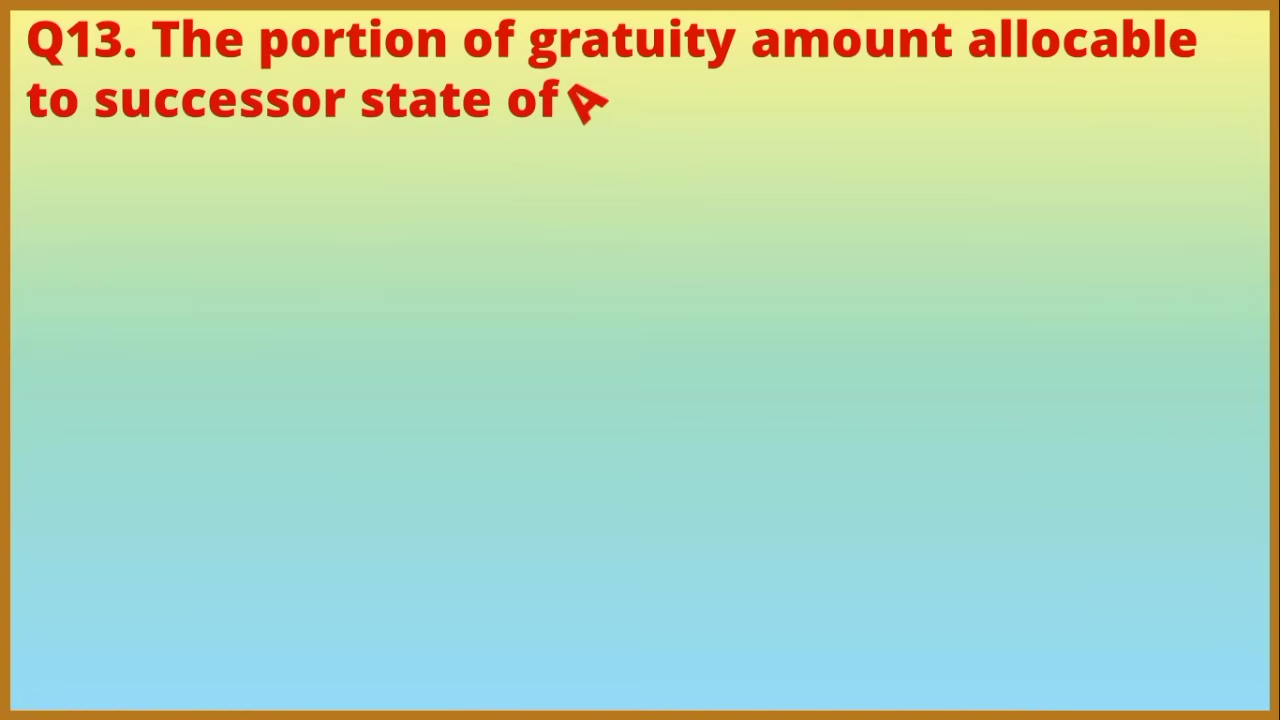 Q13. The portion of gratuity amount allocable
to successor state of A